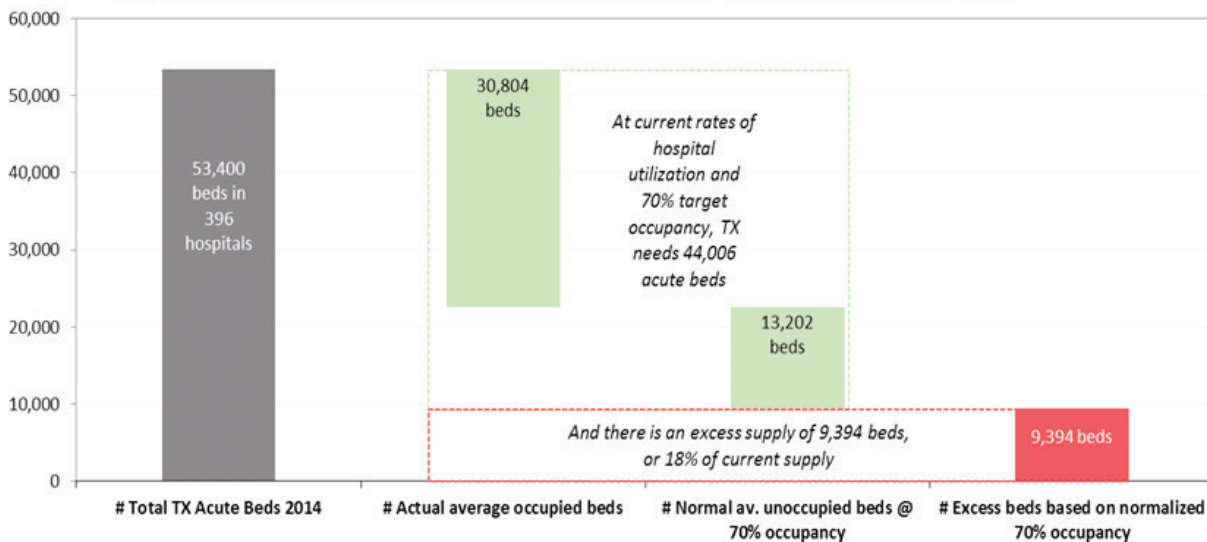 60,000
50,000
40,000
30,000
20,000
10,000
0
53,400
beds in
396
hospitals
30,804
beds
At current rates of
hospital
utilization and
70% target
occupancy, TX
needs 44,006
acute beds
13,202
beds
And there is an excess supply of 9,394 beds,
or 18% of current supply
9,394 beds
# Total TX Acute Beds 2014
# Actual average occupied beds
# Normal av. unoccupied beds @
70% occupancy
# Excess beds based on normalized
70% occupancy